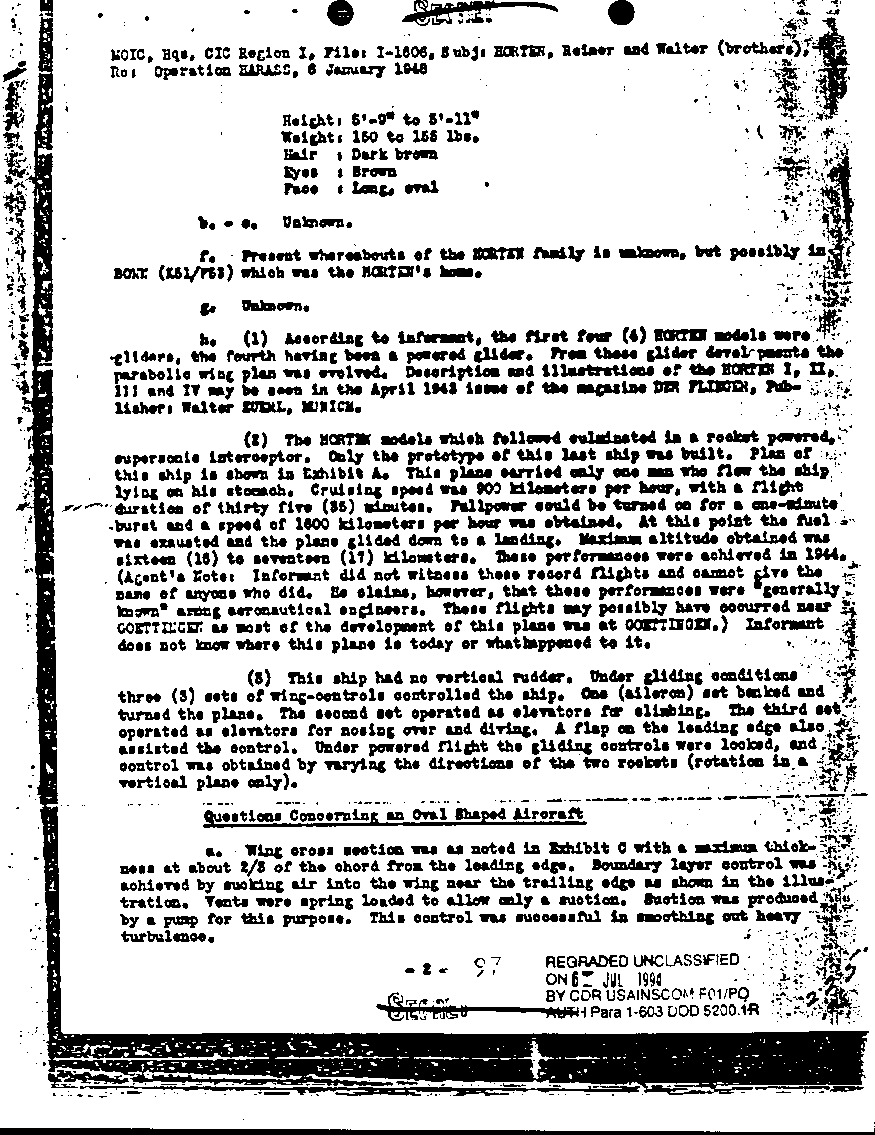 SECRET
MOIC, Hqs, CIC Region I, File: I-1606, Subj: HORTEN, Reimer and Walter (brothers),
Re: Operation HARASS, 6 January 1948
Height: 5'-9" to 5'-11"
Weight: 150 to 155 lbs.
Hair : Dark brown
Eyes : Brown
Face : Long, oval
b. - e. Unknown.
f. Present whereabouts of the HORTEN family is unknown, but possibly in
BONN (K51/F53) which was the HORTEN's home.
g. Unknown.
h. (1) According to informant, the first four (4) HORTEN models were
gliders, the fourth having been a powered glider. From these glider developments the
parabolic wing plan was evolved. Description and illustrations of the HORTEN I, II,
III and IV may be seen in the April 1943 issue of the magazine DER FLIEGER, Pub-
lisher: Walter ZUERL, MUNICH.
(2) The HORTEN models which followed culminated in a rocket powered,
supersonic interceptor. Only the prototype of this last ship was built. Plan of
this ship is shown in Exhibit A. This plane carried only one man who flew the ship
lying on his stomach. Cruising speed was 900 kilometers per hour, with a flight
duration of thirty five (35) minutes. Fullpower could be turned on for a one-minute
burst and a speed of 1600 kilometers per hour was obtained. At this point the fuel
was exausted and the plane glided down to a landing. Maximum altitude obtained was
sixteen (16) to seventeen (17) kilometers. These performances were achieved in 1944.
(Agent's Note: Informant did not witness these record flights and cannot give the
name of anyone who did. He claims, however, that these performances were "generally
known" among aeronautical engineers. These flights may possibly have occurred near
GOETTINGEN as most of the development of this plane was at GOETTINGEN.) Informant
does not know where this plane is today or whathappened to it.
(3) This ship had no vertical rudder. Under gliding conditions
three (3) sets of wing-controls controlled the ship. One (aileron) set banked and
turned the plane. The second set operated as elevators for climbing. The third set
operated as elevators for nosing over and diving. A flap on the leading edge also
assisted the control. Under powered flight the gliding controls were locked, and
control was obtained by varying the directions of the two rockets (rotation in a
vertical plane only).
Questions Concerning an Oval Shaped Aircraft
a. Wing cross section was as noted in Exhibit C with a maximum thick-
ness at about 2/3 of the chord from the leading edge. Boundary layer control was
achieved by sucking air into the wing near the trailing edge as shown in the illus-
tration. Vents were spring loaded to allow only a suction. Suction was produced
by a pump for this purpose. This control was successful in smoothing out heavy
turbulence.
- 2 - 97
REGRADED UNCLASSIFIED
ON 6 JUL 1994
BY CDR USAINSCOM F01/PO
AUTH Para 1-603 DOD 5200.1R
SECRET